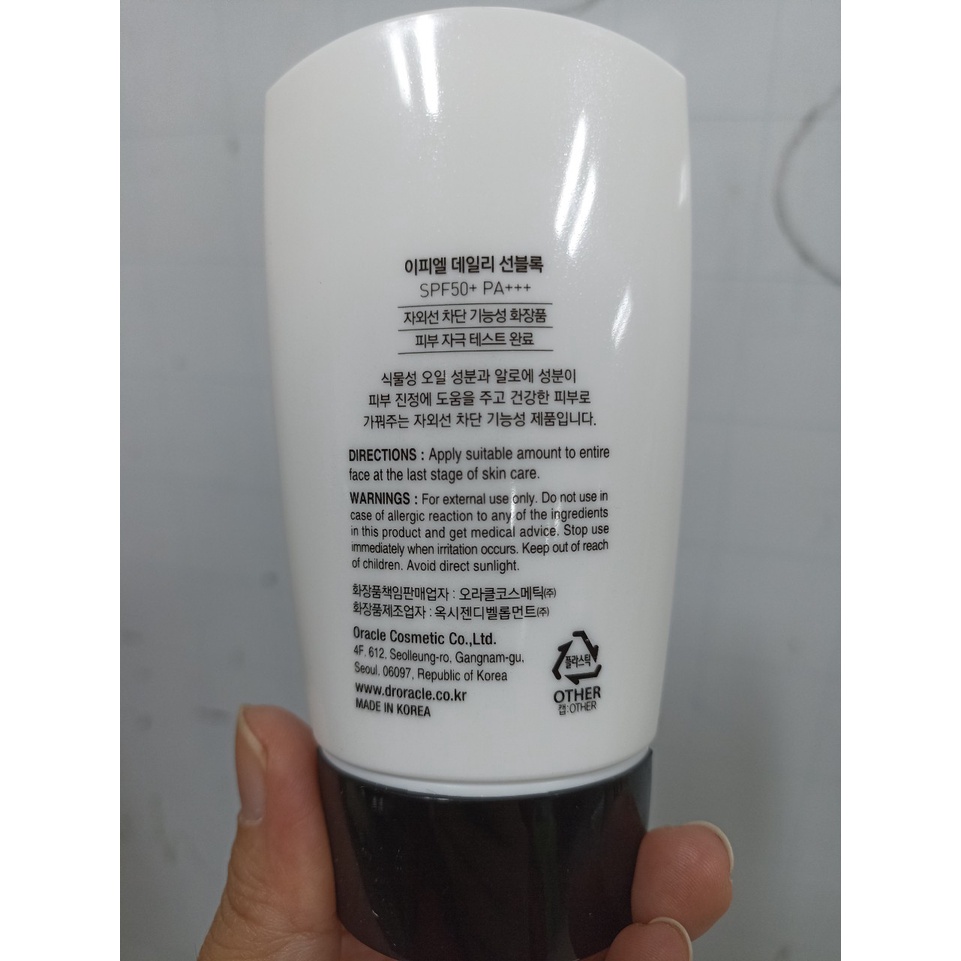 이피엘 데일리 선블록
SPF50+ PA+++
자외선 차단 기능성 화장품
피부 자극 테스트 완료
식물성 오일 성분과 알로에 성분이
피부 진정에 도움을 주고 건강한 피부로
가꿔주는 자외선 차단 기능성 제품입니다.
DIRECTIONS : Apply suitable amount to entire
face at the last stage of skin care.
WARNINGS : For external use only. Do not use in
case of allergic reaction to any of the ingredients
in this product and get medical advice. Stop use
immediately when irritation occurs. Keep out of reach
of children. Avoid direct sunlight.
화장품책임판매업자 : 오라클코스메틱㈜
화장품제조업자 : 옥시젠디벨롭먼트㈜
Oracle Cosmetic Co.,Ltd.
4F. 612, Seolleung-ro, Gangnam-gu,
Seoul. 06097, Republic of Korea
www.droracle.co.kr
MADE IN KOREA
플라스틱
OTHER
캡:OTHER